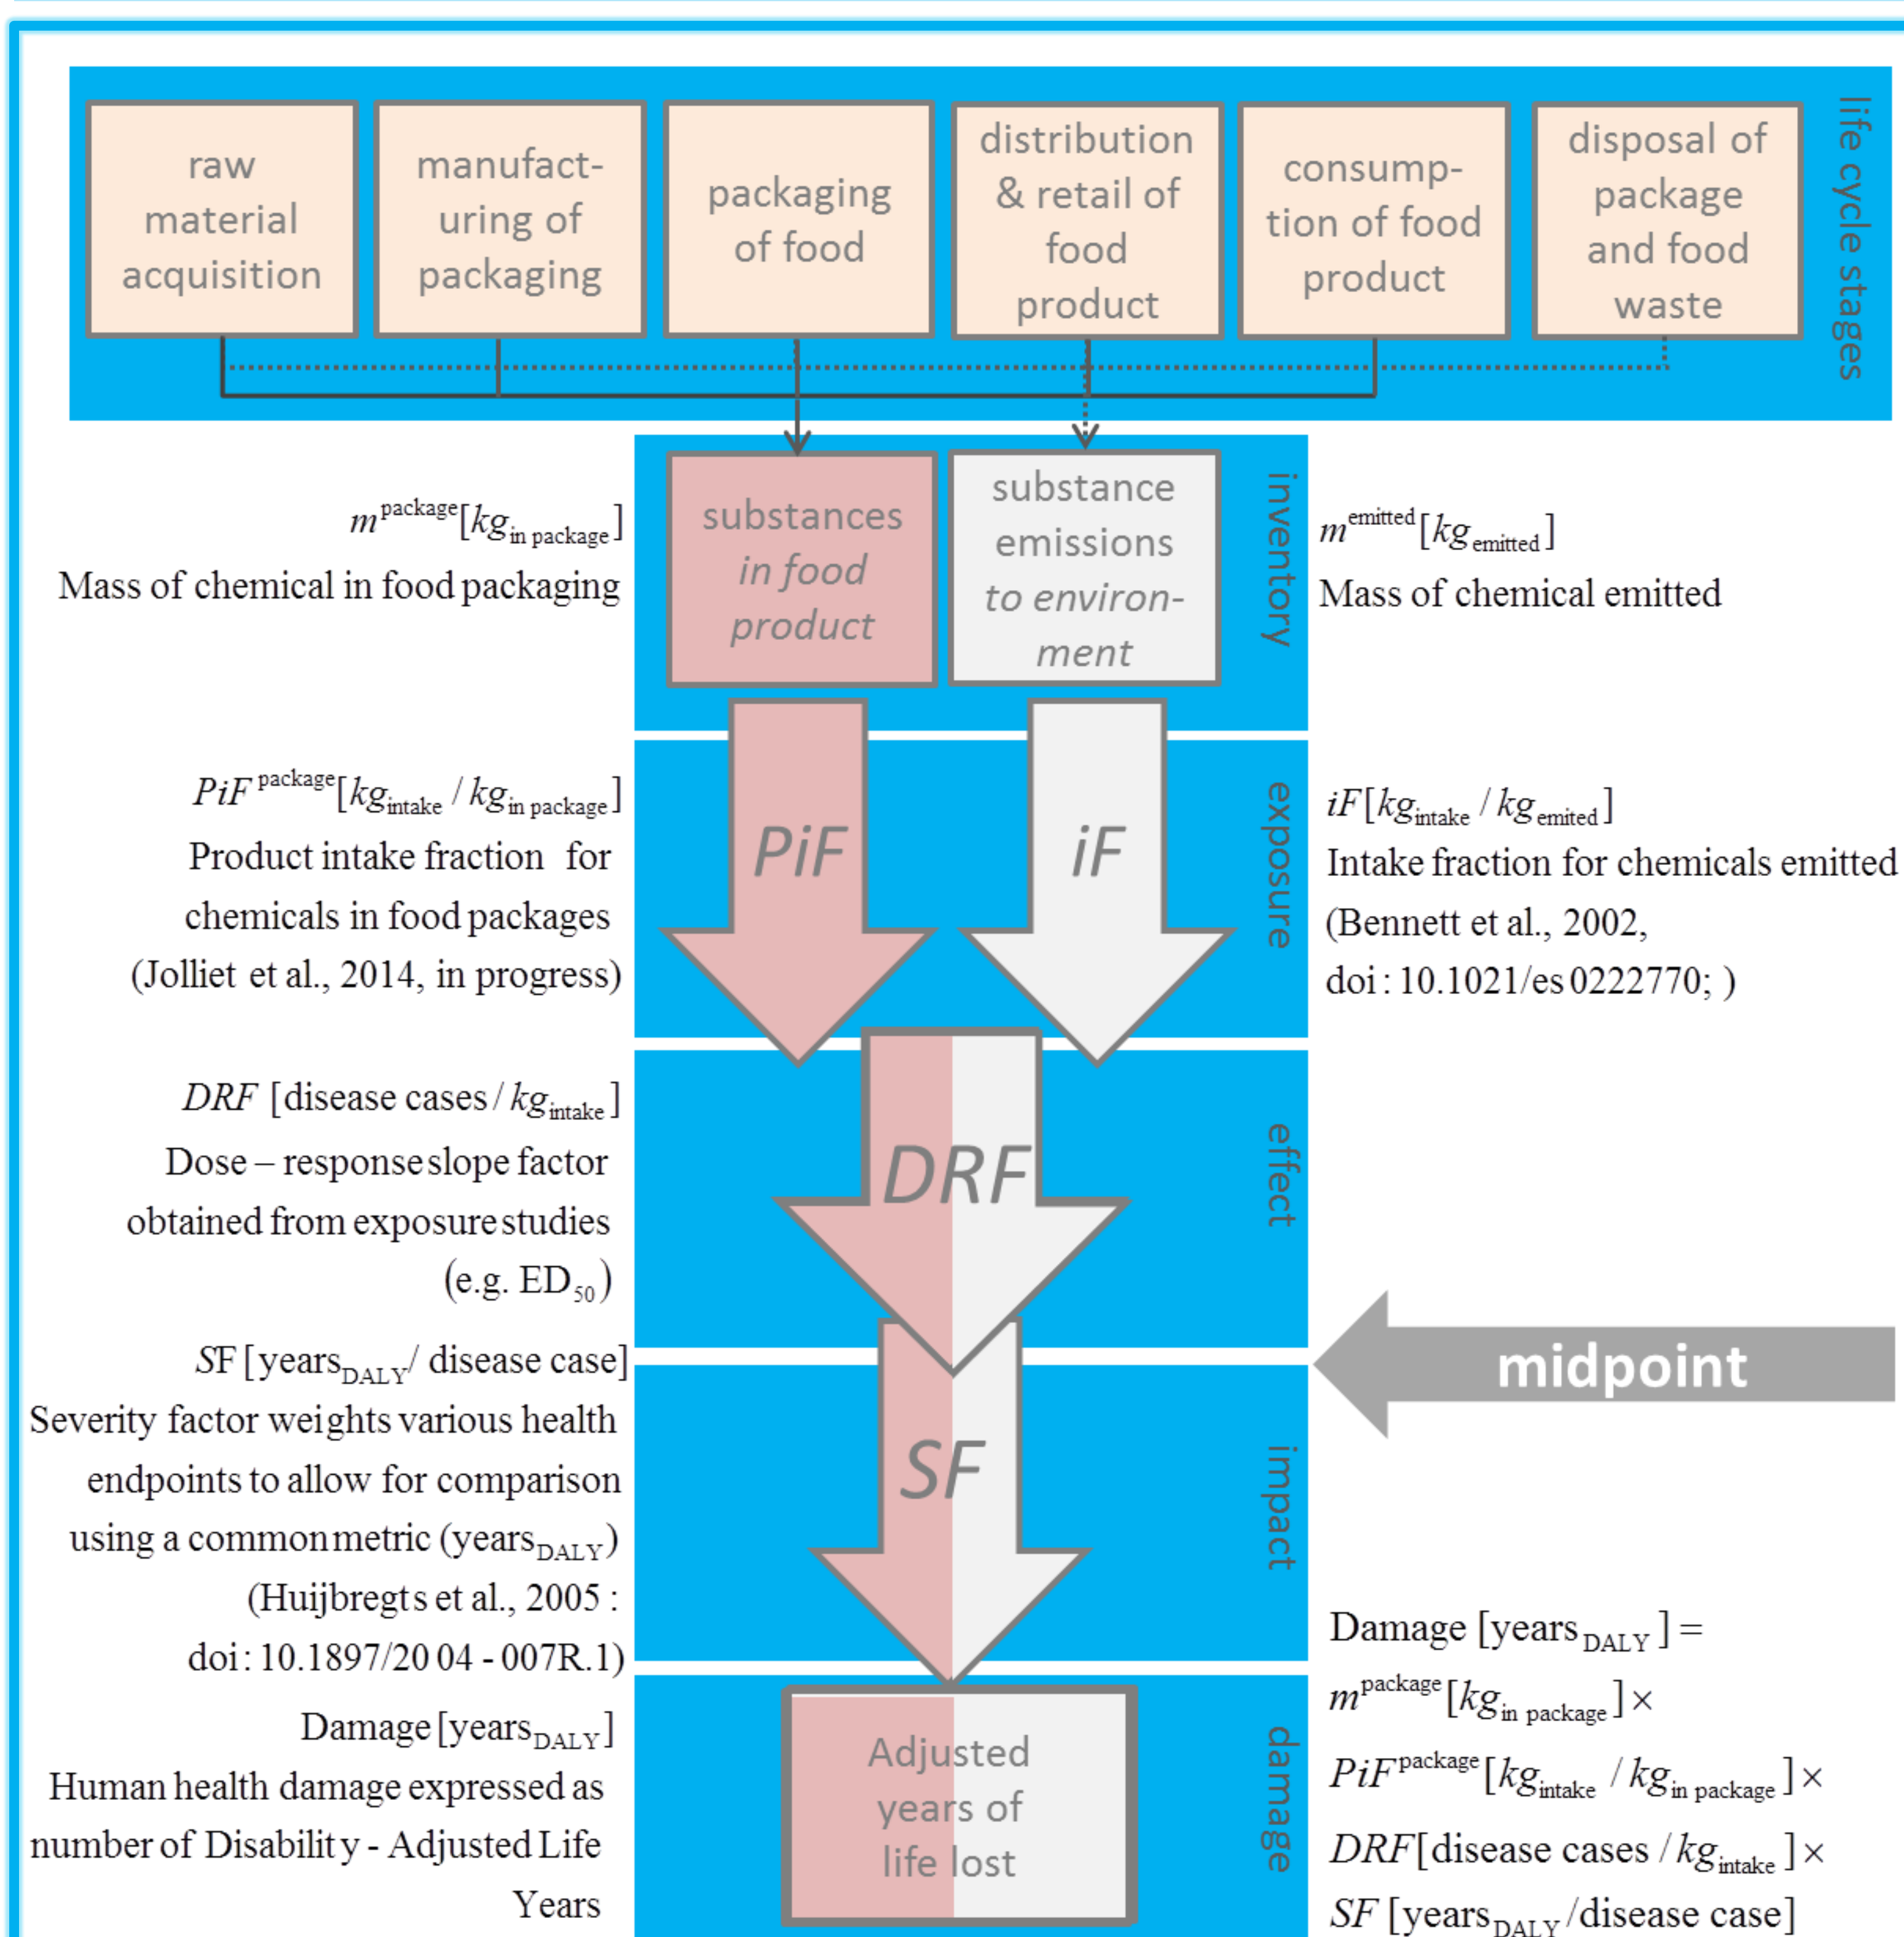 raw
material
acquisition
manufact-
uring of
packaging
packaging
of food
distribution
& retail of
food
product
consump-
tion of food
product
disposal of
package
and food
waste
life cycle stages
m^package[kg_in package]
Mass of chemical in food packaging
substances
in food
product
substance
emissions
to environ-
ment
inventory
m^emitted[kg_emitted]
Mass of chemical emitted
PiF^package[kg_intake / kg_in package]
Product intake fraction for
chemicals in food packages
(Jolliet et al., 2014, in progress)
PiF
iF
exposure
iF[kg_intake / kg_emited]
Intake fraction for chemicals emitted
(Bennett et al., 2002,
doi: 10.1021/es0222770; )
DRF [disease cases / kg_intake]
Dose – response slope factor
obtained from exposure studies
(e.g. ED_50)
DRF
effect
midpoint
SF [years_DALY/ disease case]
Severity factor weights various health
endpoints to allow for comparison
using a common metric (years_DALY)
(Huijbregts et al., 2005 :
doi: 10.1897/2004 - 007R.1)
SF
impact
Damage [years_DALY]
Human health damage expressed as
number of Disability - Adjusted Life
Years
Adjusted
years of
life lost
damage
Damage [years_DALY] =
m^package[kg_in package] ×
PiF^package[kg_intake / kg_in package] ×
DRF[disease cases / kg_intake] ×
SF [years_DALY/disease case]